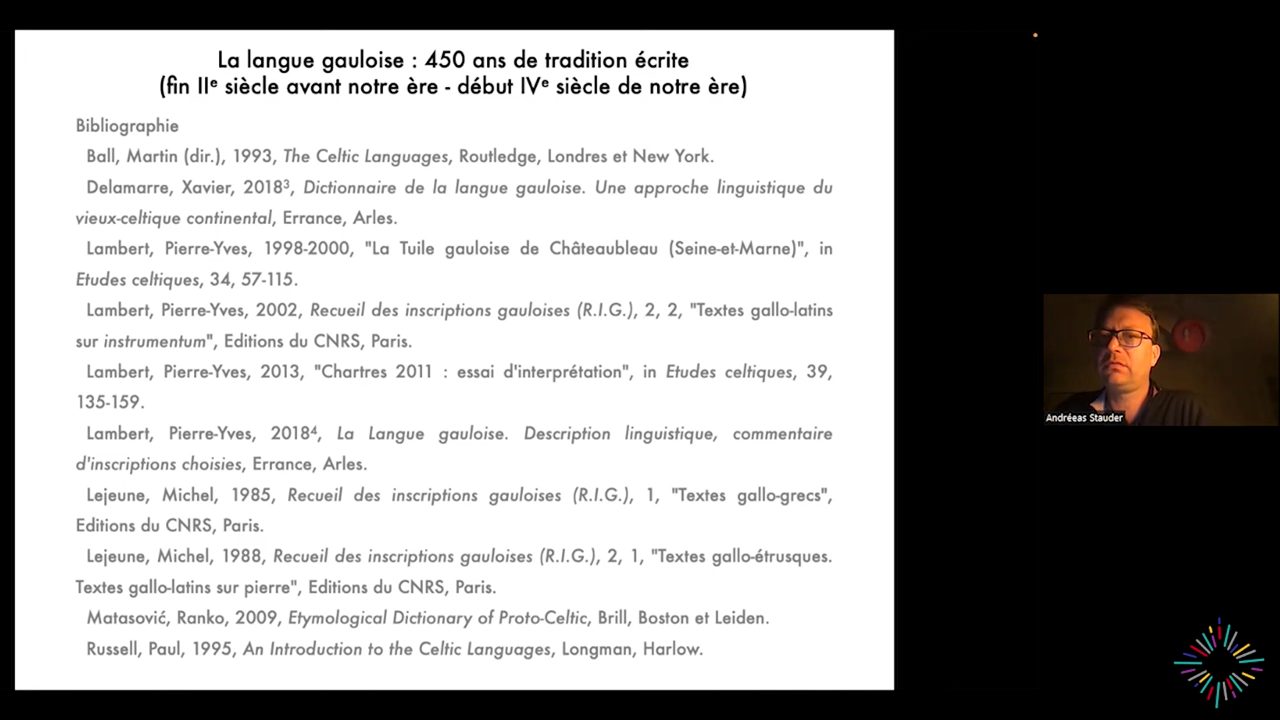 La langue gauloise : 450 ans de tradition écrite
(fin IIᵉ siècle avant notre ère - début IVᵉ siècle de notre ère)
Bibliographie
Ball, Martin (dir.), 1993, The Celtic Languages, Routledge, Londres et New York.
Delamarre, Xavier, 2018³, Dictionnaire de la langue gauloise. Une approche linguistique du
vieux-celtique continental, Errance, Arles.
Lambert, Pierre-Yves, 1998-2000, "La Tuile gauloise de Châteaubleau (Seine-et-Marne)", in
Etudes celtiques, 34, 57-115.
Lambert, Pierre-Yves, 2002, Recueil des inscriptions gauloises (R.I.G.), 2, 2, "Textes gallo-latins
sur instrumentum", Editions du CNRS, Paris.
Lambert, Pierre-Yves, 2013, "Chartres 2011 : essai d'interprétation", in Etudes celtiques, 39,
135-159.
Lambert, Pierre-Yves, 2018⁴, La Langue gauloise. Description linguistique, commentaire
d'inscriptions choisies, Errance, Arles.
Lejeune, Michel, 1985, Recueil des inscriptions gauloises (R.I.G.), 1, "Textes gallo-grecs",
Editions du CNRS, Paris.
Lejeune, Michel, 1988, Recueil des inscriptions gauloises (R.I.G.), 2, 1, "Textes gallo-étrusques.
Textes gallo-latins sur pierre", Editions du CNRS, Paris.
Matasović, Ranko, 2009, Etymological Dictionary of Proto-Celtic, Brill, Boston et Leiden.
Russell, Paul, 1995, An Introduction to the Celtic Languages, Longman, Harlow.
Andréeas Stauder